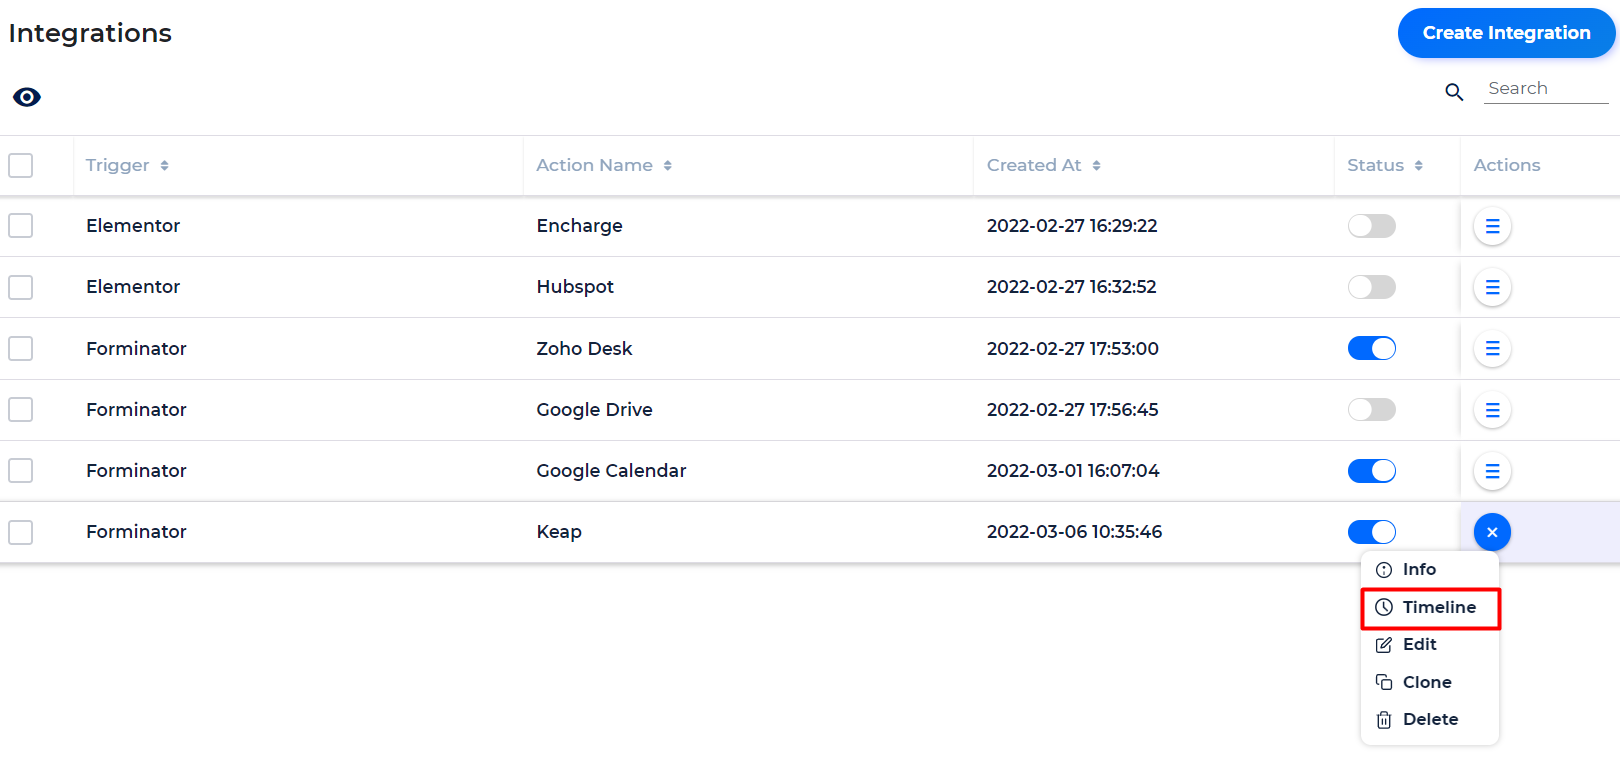 Integrations
Create Integration
Search
Trigger Action Name Created At Status Actions
Elementor Encharge 2022-02-27 16:29:22
Elementor Hubspot 2022-02-27 16:32:52
Forminator Zoho Desk 2022-02-27 17:53:00
Forminator Google Drive 2022-02-27 17:56:45
Forminator Google Calendar 2022-03-01 16:07:04
Forminator Keap 2022-03-06 10:35:46
Info
Timeline
Edit
Clone
Delete